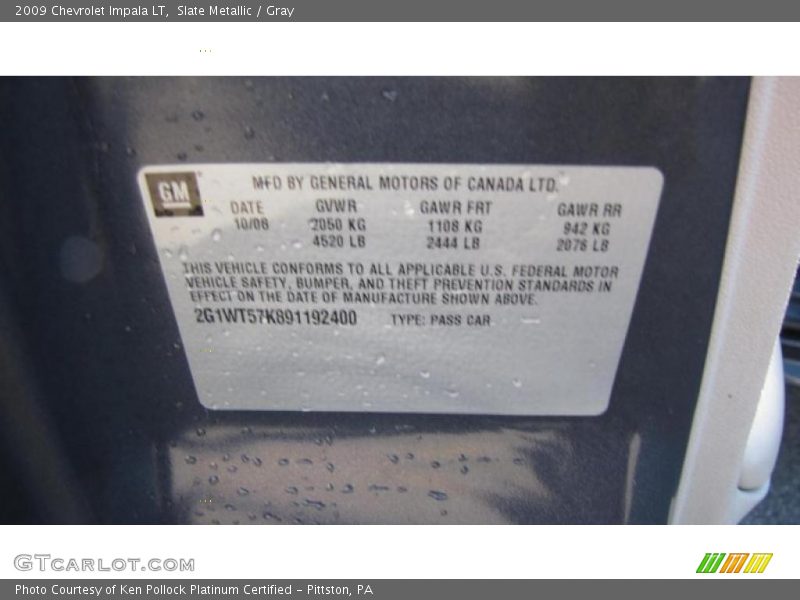 2009 Chevrolet Impala LT,  Slate Metallic / Gray
GM
MFD BY GENERAL MOTORS OF CANADA LTD.
DATE GVWR GAWR FRT GAWR RR
10/08 2050 KG 1108 KG 942 KG
4520 LB 2444 LB 2076 LB
THIS VEHICLE CONFORMS TO ALL APPLICABLE U.S. FEDERAL MOTOR
VEHICLE SAFETY, BUMPER, AND THEFT PREVENTION STANDARDS IN
EFFECT ON THE DATE OF MANUFACTURE SHOWN ABOVE.
2G1WT57K891192400 TYPE: PASS CAR
GTCARLOT.COM
Photo Courtesy of Ken Pollock Platinum Certified - Pittston, PA